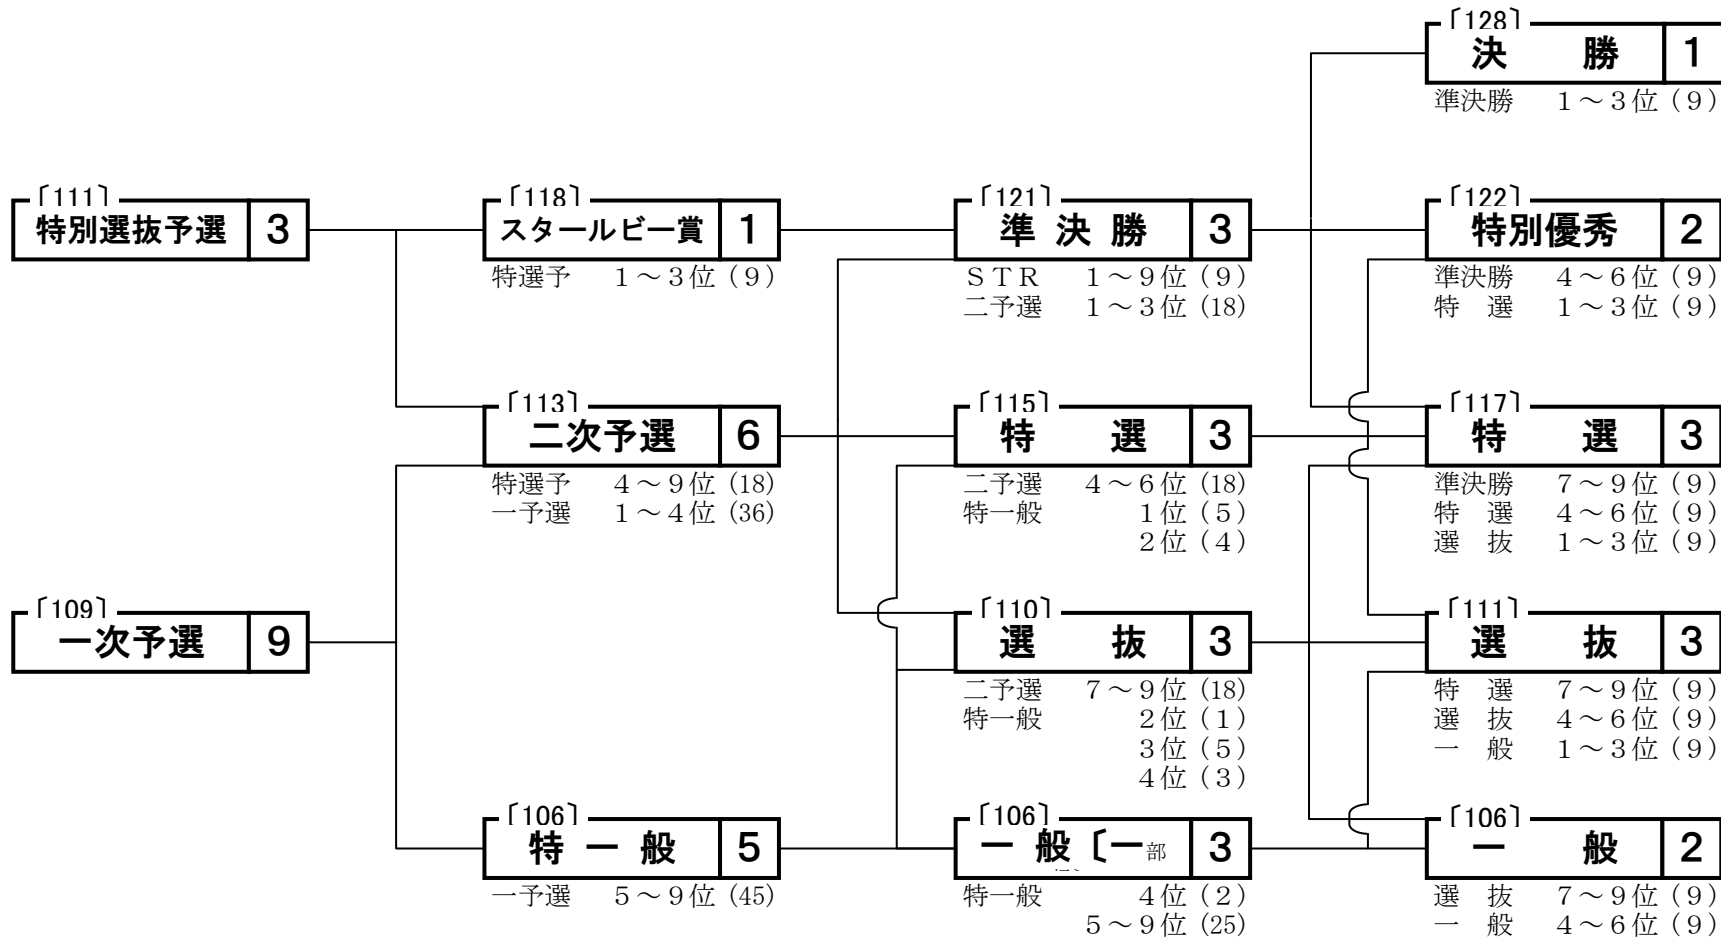 〔111〕
特別選抜予選 3
〔109〕
一次予選 9
〔118〕
スタールビー賞 1
特選予 1～3位 (9)
〔113〕
二次予選 6
特選予 4～9位 (18)
一予選 1～4位 (36)
〔106〕
特一般 5
一予選 5～9位 (45)
〔121〕
準決勝 3
ＳＴＲ 1～9位 (9)
二予選 1～3位 (18)
〔115〕
特選 3
二予選 4～6位 (18)
特一般 1位 (5)
2位 (4)
〔110〕
選抜 3
二予選 7～9位 (18)
特一般 2位 (1)
3位 (5)
4位 (3)
〔106〕
一般〔一部 3
特一般 4位 (2)
5～9位 (25)
〔128〕
決勝 1
準決勝 1～3位 (9)
〔122〕
特別優秀 2
準決勝 4～6位 (9)
特選 1～3位 (9)
〔117〕
特選 3
準決勝 7～9位 (9)
特選 4～6位 (9)
選抜 1～3位 (9)
〔111〕
選抜 3
特選 7～9位 (9)
選抜 4～6位 (9)
一般 1～3位 (9)
〔106〕
一般 2
選抜 7～9位 (9)
一般 4～6位 (9)